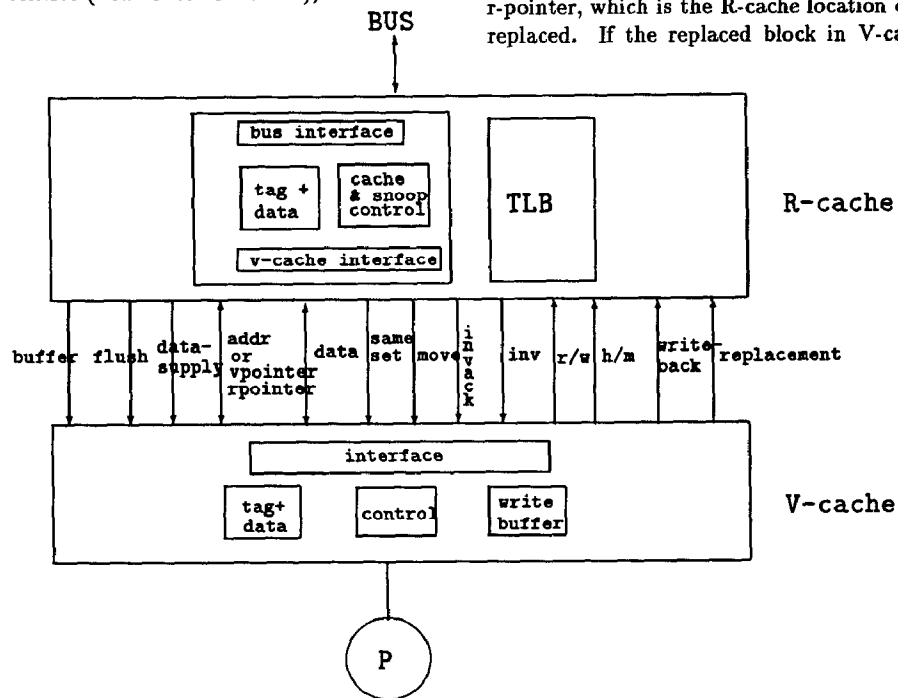 r-pointer, which is the R-cache location
replaced. If the replaced block in V-ca
BUS
bus interface
tag +
data
cache
& snoop
control
v-cache interface
TLB
R-cache
buffer
flush
data-
supply
addr
or
vpointer
rpointer
data
same
set
move
invack
inv
r/w
h/m
write-
back
replacement
interface
tag+
data
control
write
buffer
V-cache
P